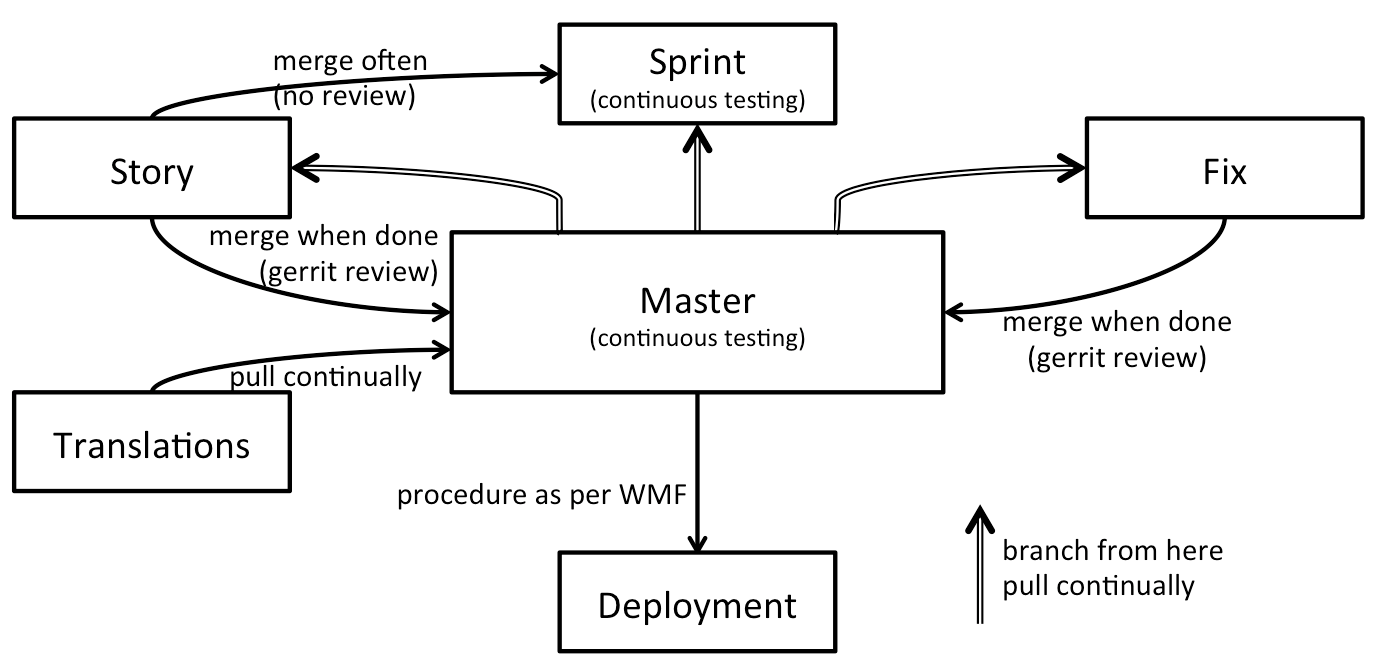 merge often
(no review)
Sprint
(continuous testing)
Story
Fix
merge when done
(gerrit review)
Master
(continuous testing)
merge when done
(gerrit review)
pull continually
Translations
procedure as per WMF
branch from here
pull continually
Deployment